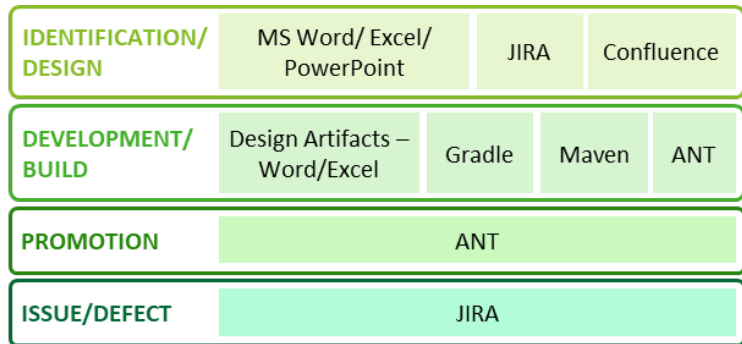 IDENTIFICATION/
DESIGN
MS Word/ Excel/
PowerPoint
JIRA
Confluence
DEVELOPMENT/
BUILD
Design Artifacts –
Word/Excel
Gradle
Maven
ANT
PROMOTION
ANT
ISSUE/DEFECT
JIRA